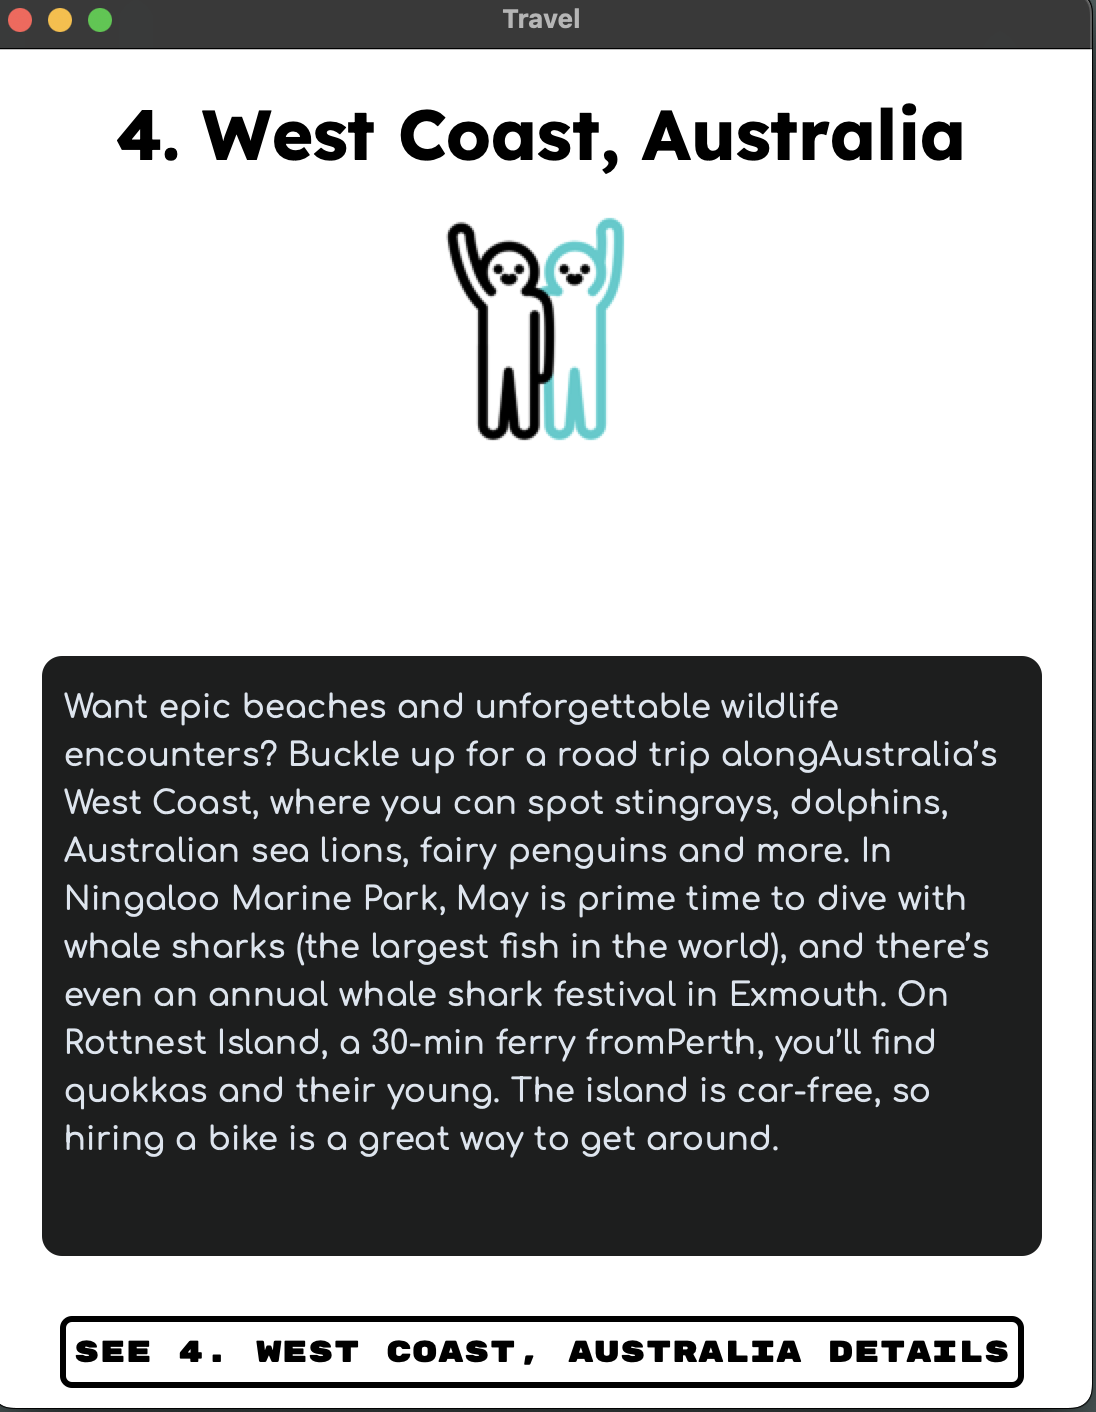 Travel
4. West Coast, Australia
Want epic beaches and unforgettable wildlife
encounters? Buckle up for a road trip alongAustralia’s
West Coast, where you can spot stingrays, dolphins,
Australian sea lions, fairy penguins and more. In
Ningaloo Marine Park, May is prime time to dive with
whale sharks (the largest fish in the world), and there’s
even an annual whale shark festival in Exmouth. On
Rottnest Island, a 30-min ferry fromPerth, you’ll find
quokkas and their young. The island is car-free, so
hiring a bike is a great way to get around.
SEE 4. WEST COAST, AUSTRALIA DETAILS